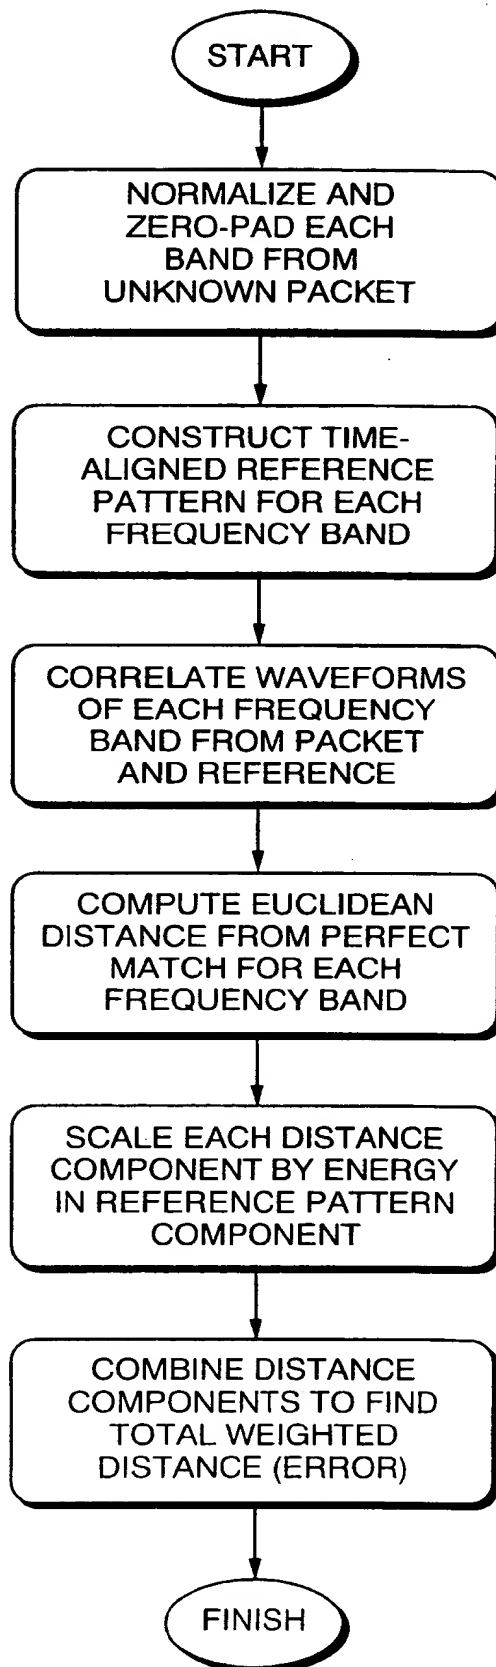 START
NORMALIZE AND
ZERO-PAD EACH
BAND FROM
UNKNOWN PACKET
CONSTRUCT TIME-
ALIGNED REFERENCE
PATTERN FOR EACH
FREQUENCY BAND
CORRELATE WAVEFORMS
OF EACH FREQUENCY
BAND FROM PACKET
AND REFERENCE
COMPUTE EUCLIDEAN
DISTANCE FROM PERFECT
MATCH FOR EACH
FREQUENCY BAND
SCALE EACH DISTANCE
COMPONENT BY ENERGY
IN REFERENCE PATTERN
COMPONENT
COMBINE DISTANCE
COMPONENTS TO FIND
TOTAL WEIGHTED
DISTANCE (ERROR)
FINISH